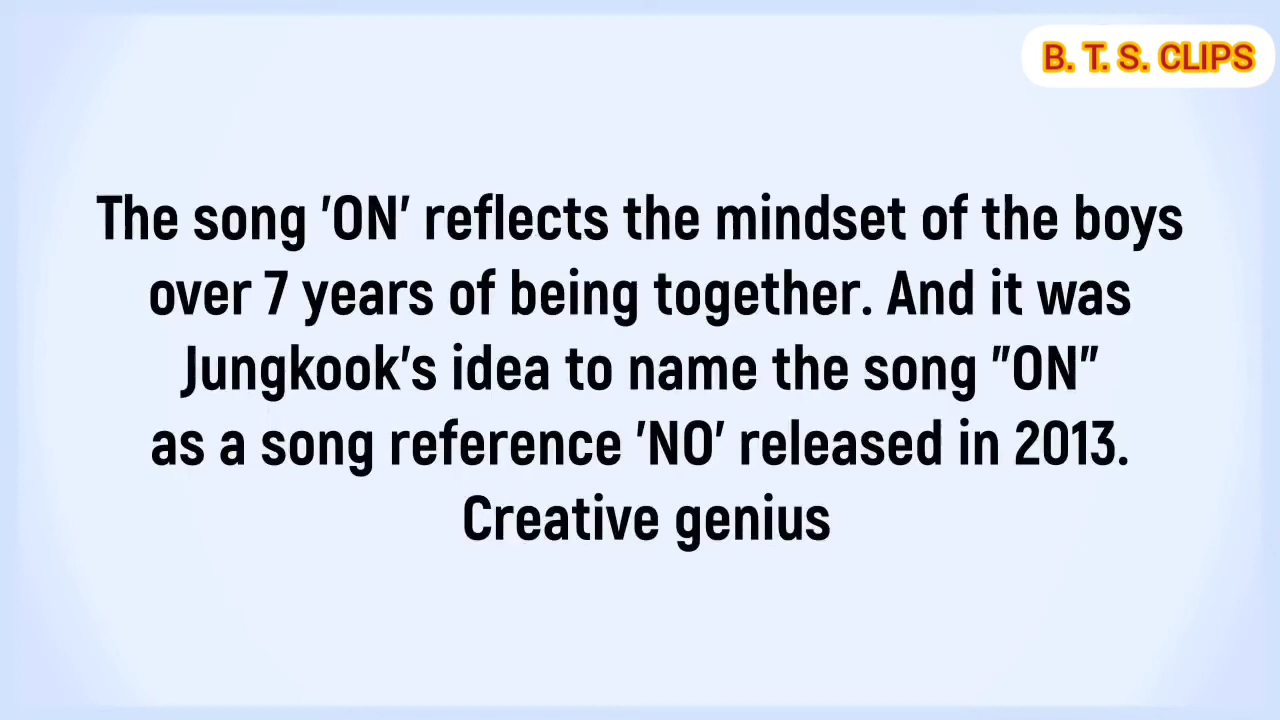 B. T. S. CLIPS
The song 'ON' reflects the mindset of the boys
over 7 years of being together. And it was
Jungkook's idea to name the song "ON"
as a song reference 'NO' released in 2013.
Creative genius